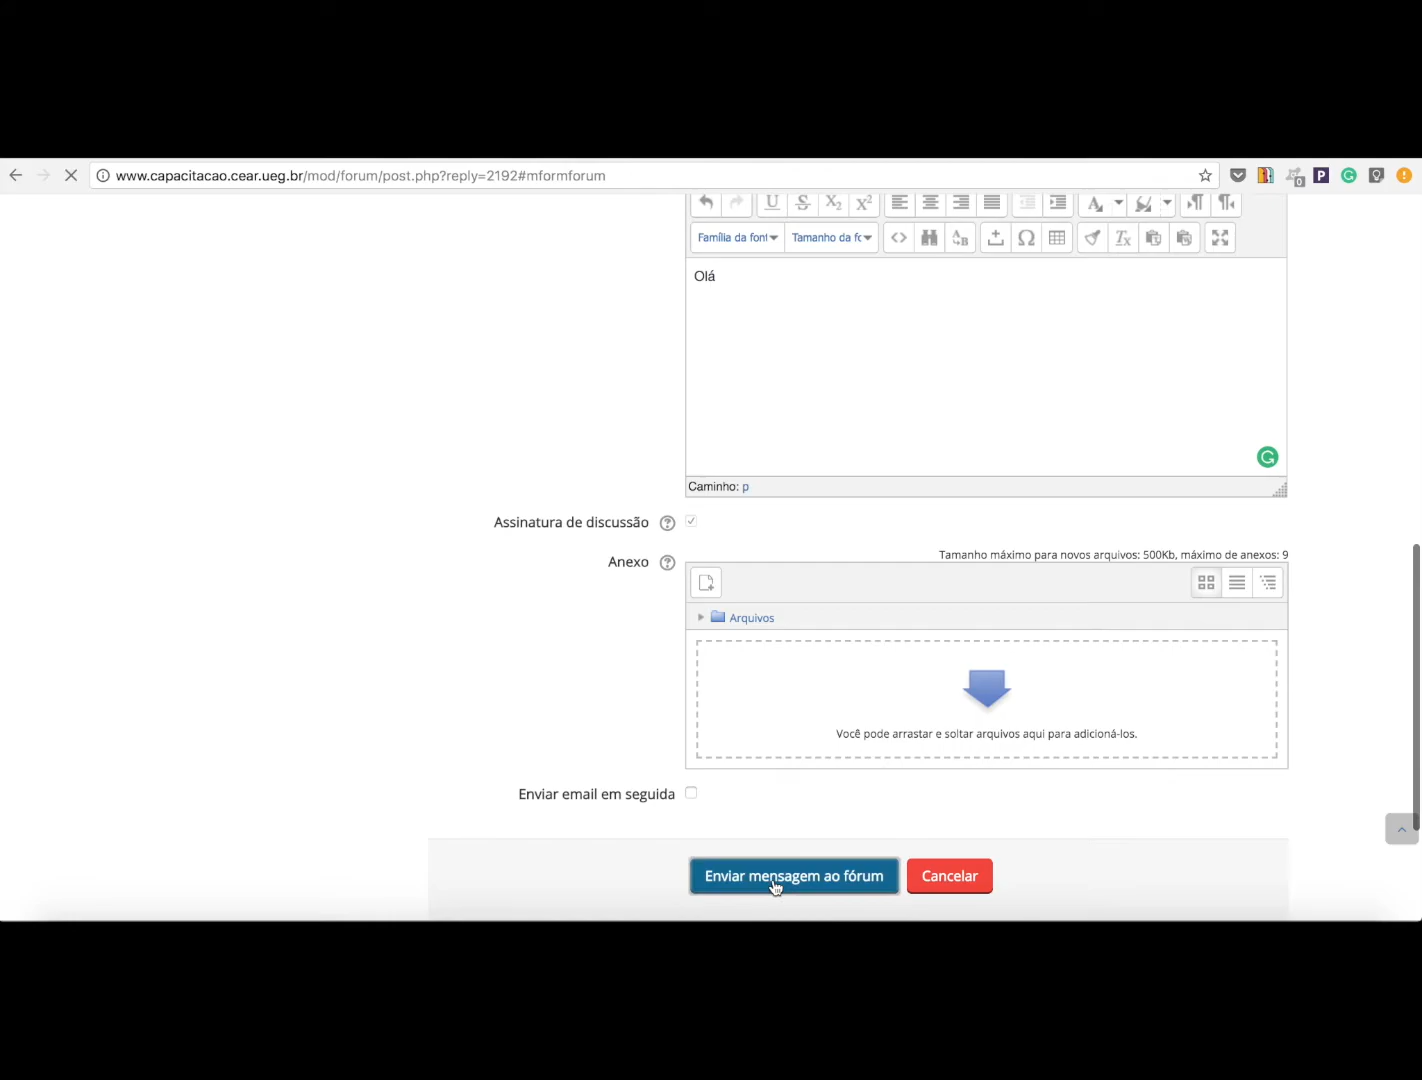 www.capacitacao.cear.ueg.br/mod/forum/post.php?reply=2192#mformforum
Família da font Tamanho da fc
Olá
Caminho: p
Assinatura de discussão
Anexo
Tamanho máximo para novos arquivos: 500Kb, máximo de anexos: 9
Arquivos
Você pode arrastar e soltar arquivos aqui para adicioná-los.
Enviar email em seguida
Enviar mensagem ao fórum Cancelar